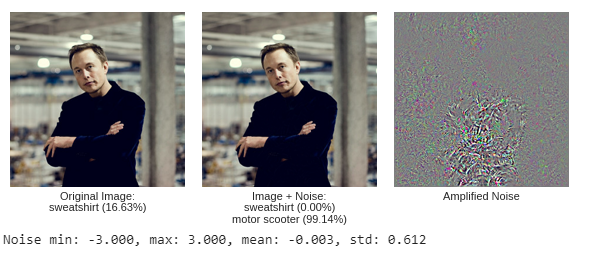 Original Image:
sweatshirt (16.63%)
Image + Noise:
sweatshirt (0.00%)
motor scooter (99.14%)
Amplified Noise
Noise min: -3.000, max: 3.000, mean: -0.003, std: 0.612